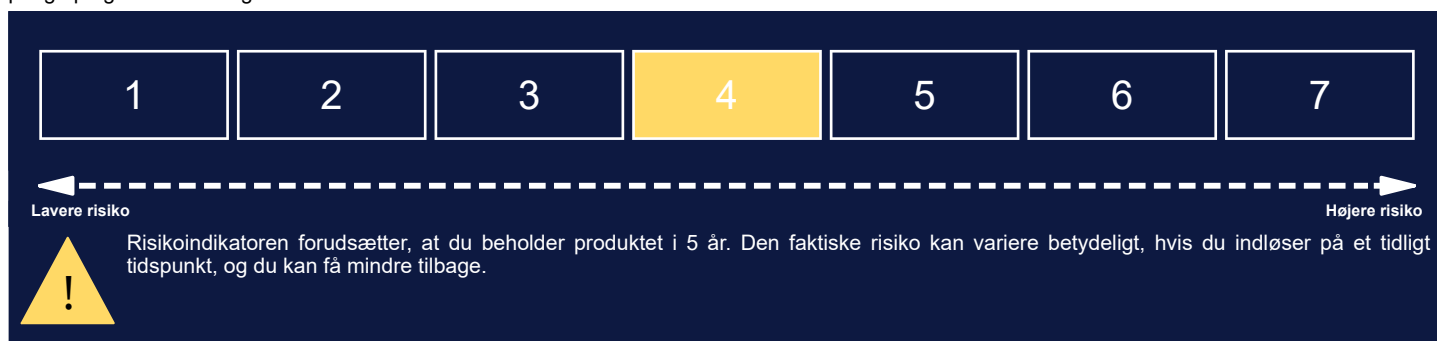 1 2 3 4 5 6 7
Lavere risiko Højere risiko
Risikoindikatoren forudsætter, at du beholder produktet i 5 år. Den faktiske risiko kan variere betydeligt, hvis du indløser på et tidligt
tidspunkt, og du kan få mindre tilbage.
!